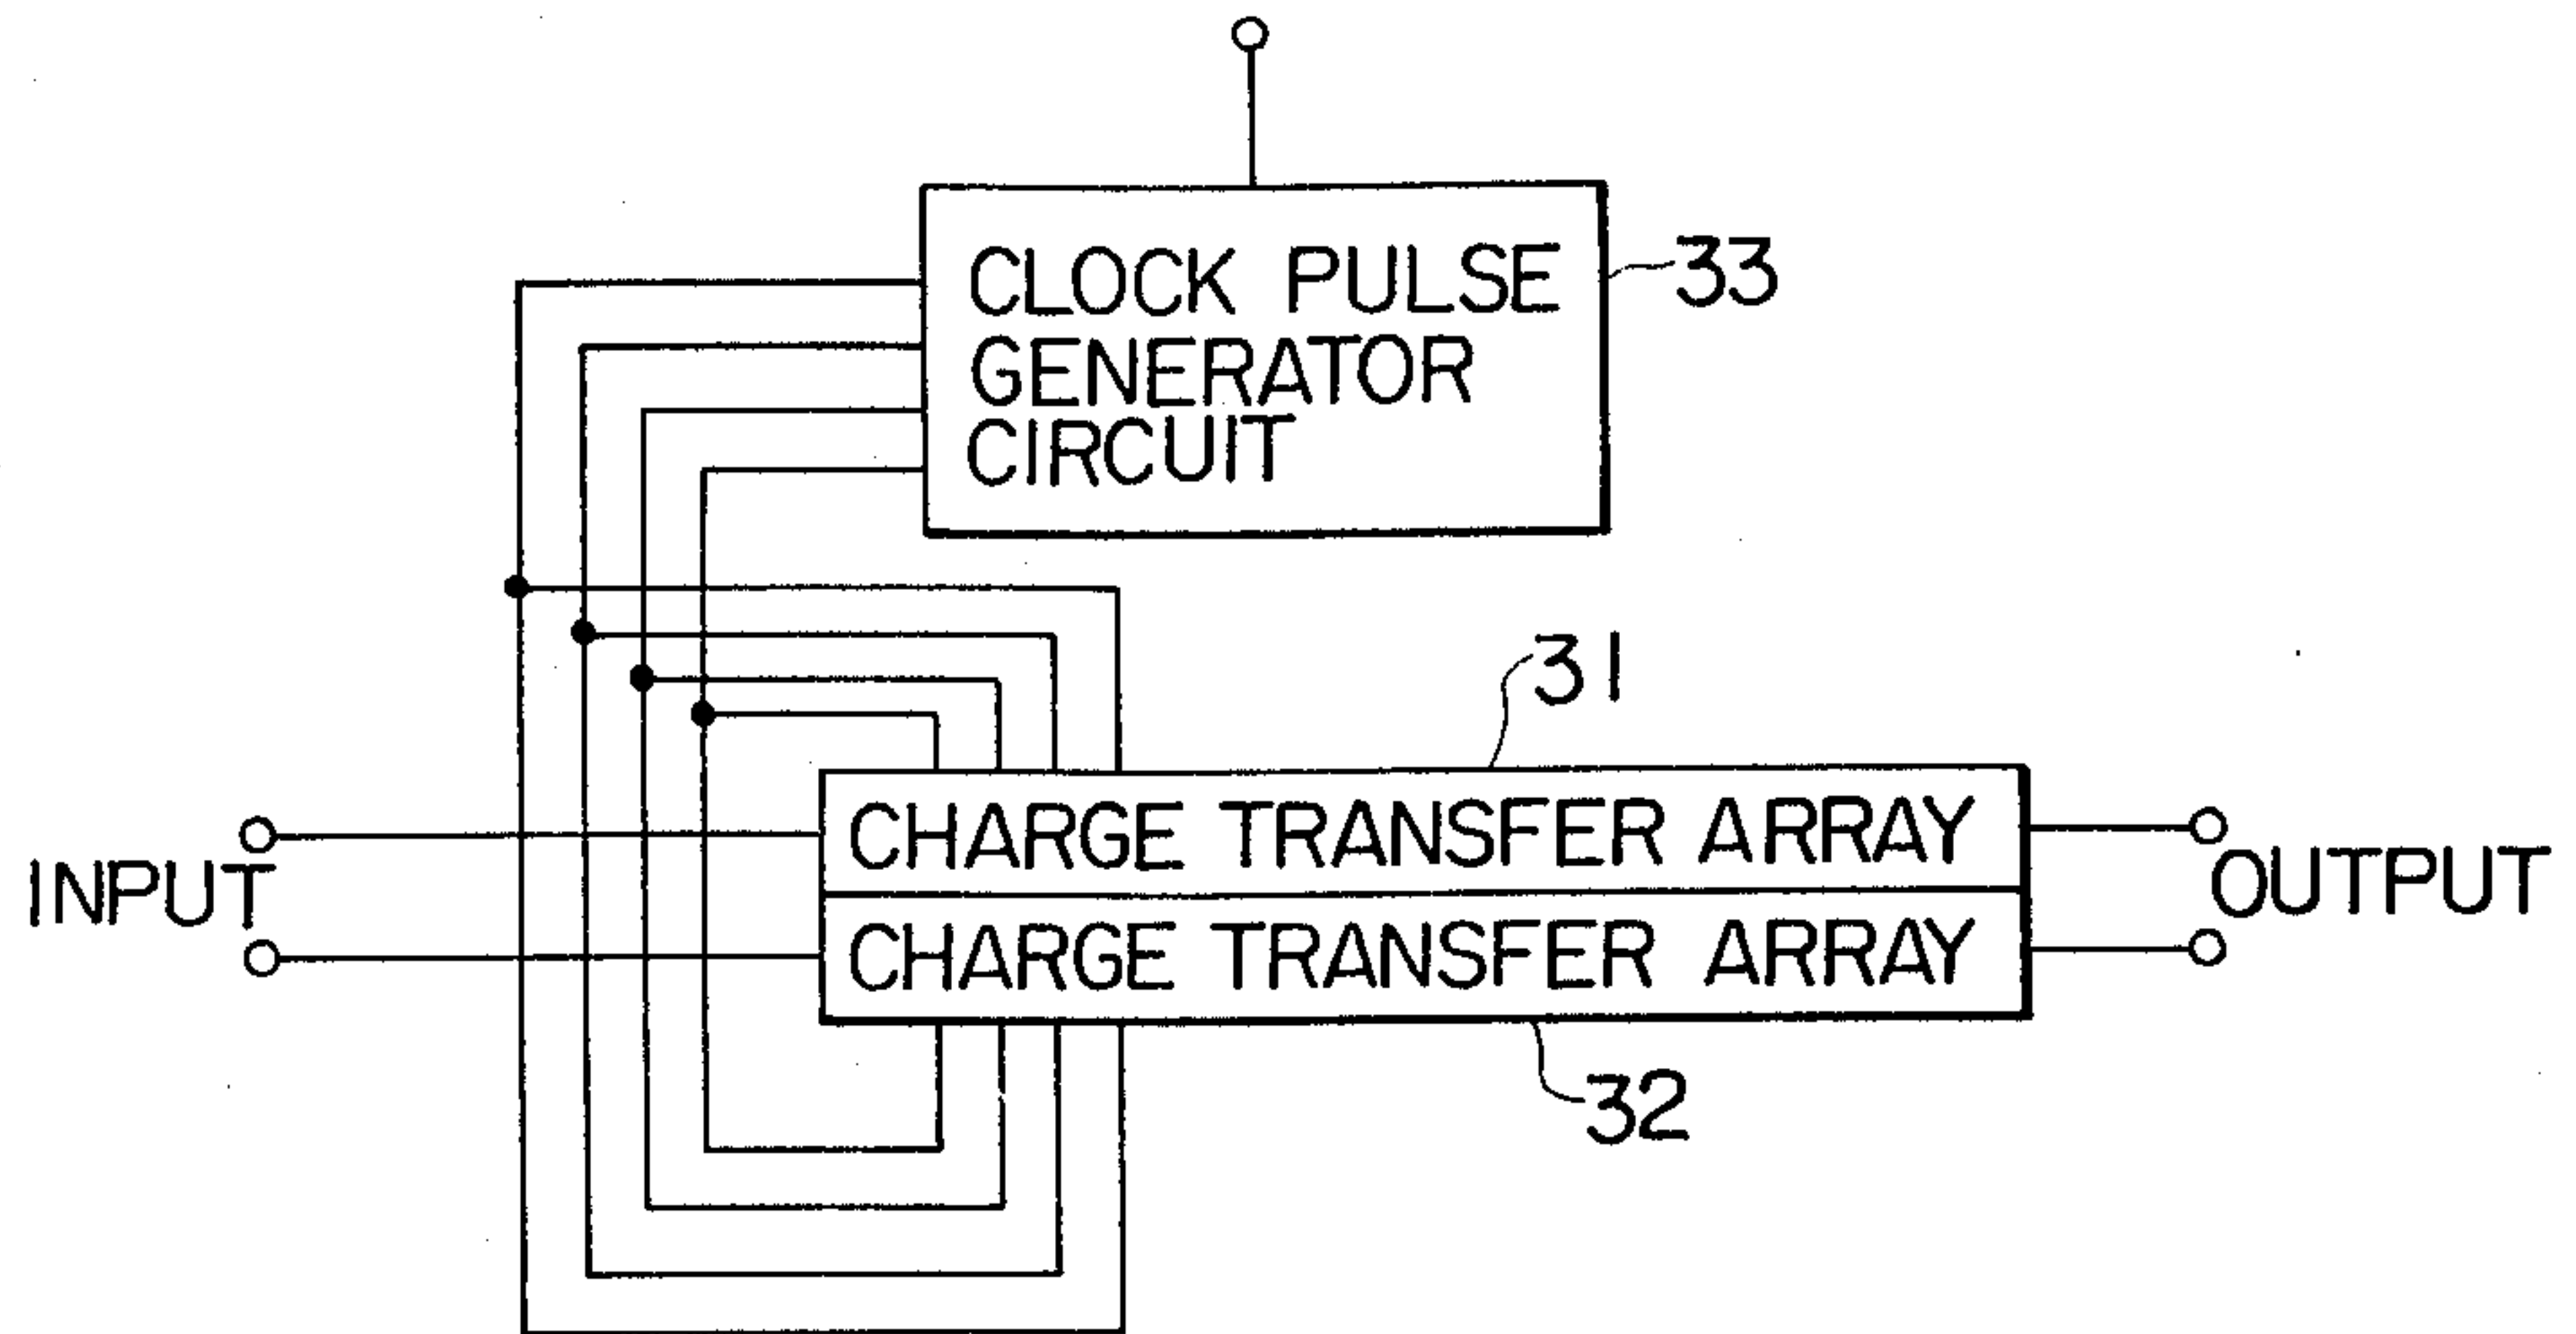 CLOCK PULSE
GENERATOR
CIRCUIT
33
31
CHARGE TRANSFER ARRAY
INPUT
OUTPUT
CHARGE TRANSFER ARRAY
32